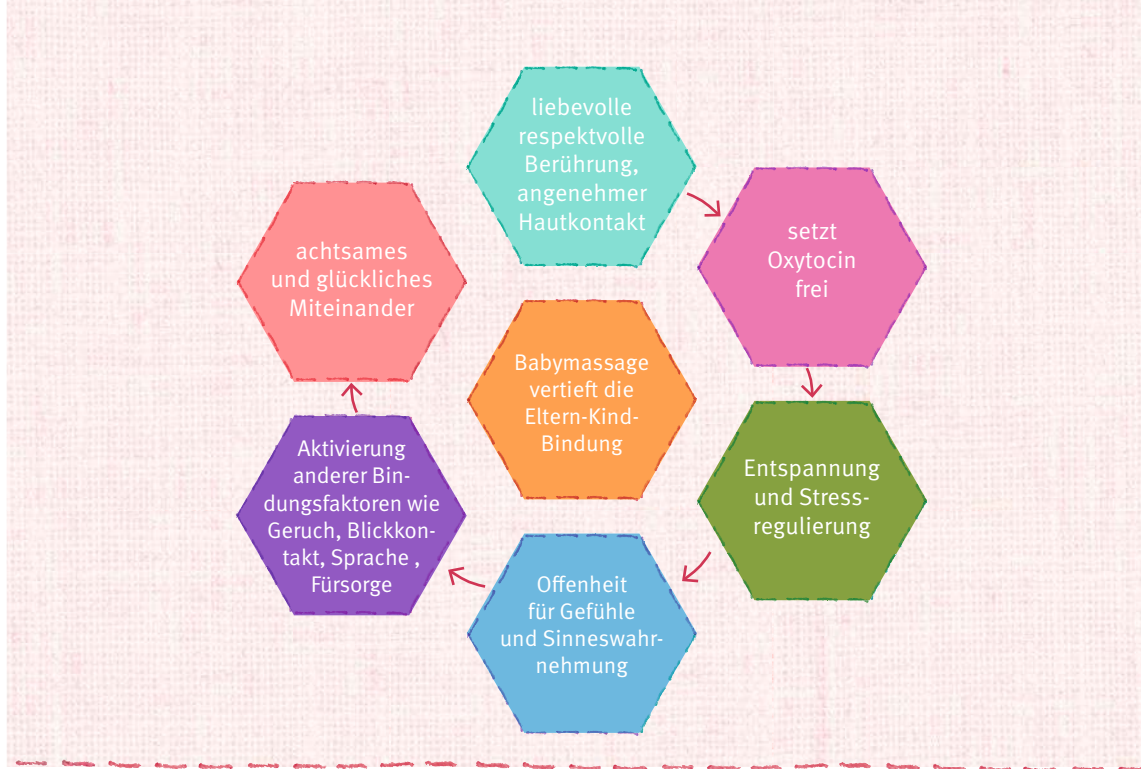 liebevolle
respektvolle
Berührung,
angenehmer
Hautkontakt
setzt
Oxytocin
frei
Entspannung
und Stress-
regulierung
Offenheit
für Gefühle
und Sinneswahr-
nehmung
Aktivierung
anderer Bin-
dungsfaktoren wie
Geruch, Blickkon-
takt, Sprache ,
Fürsorge
achtsames
und glückliches
Miteinander
Babymassage
vertieft die
Eltern-Kind-
Bindung